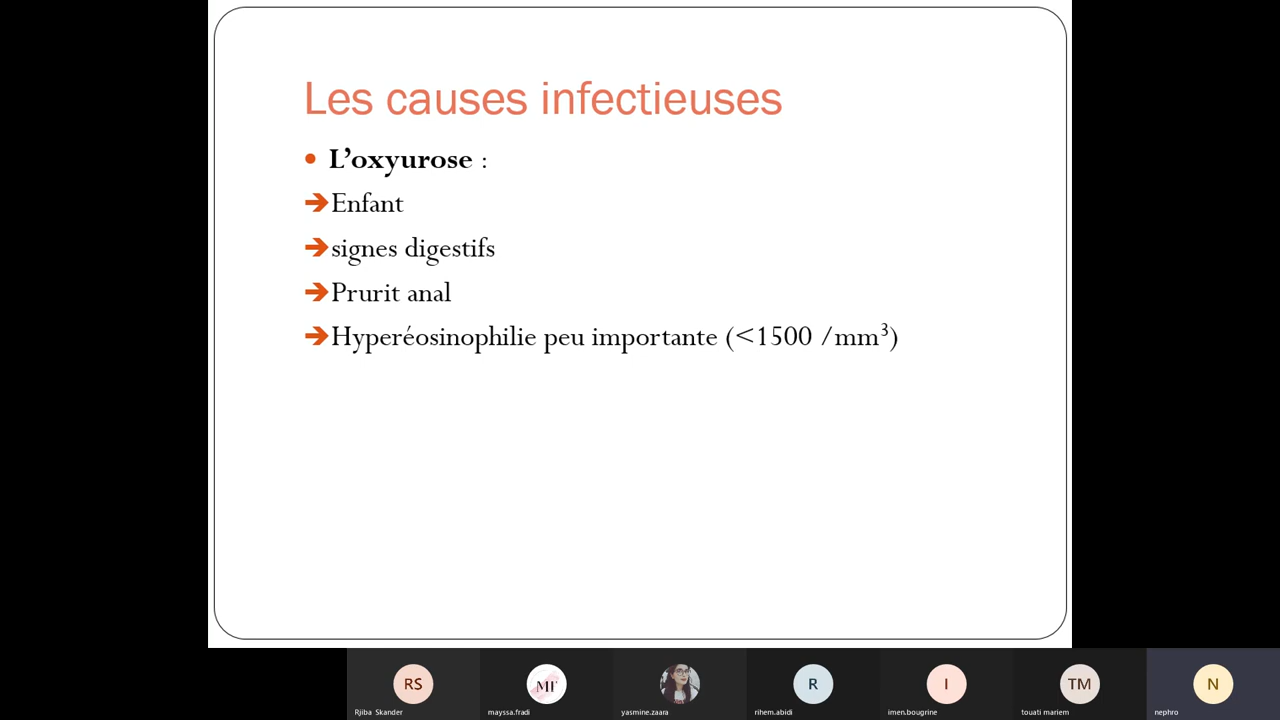 Les causes infectieuses
• L’oxyurose :
➔Enfant
➔signes digestifs
➔Prurit anal
➔Hyperéosinophilie peu importante (<1500 /mm³)
RS
MF
R
I
TM
N
Rjiba Skander
mayssa.fradi
yasmine.zaara
rihem.abidi
imen.bougrine
touati mariem
nephro